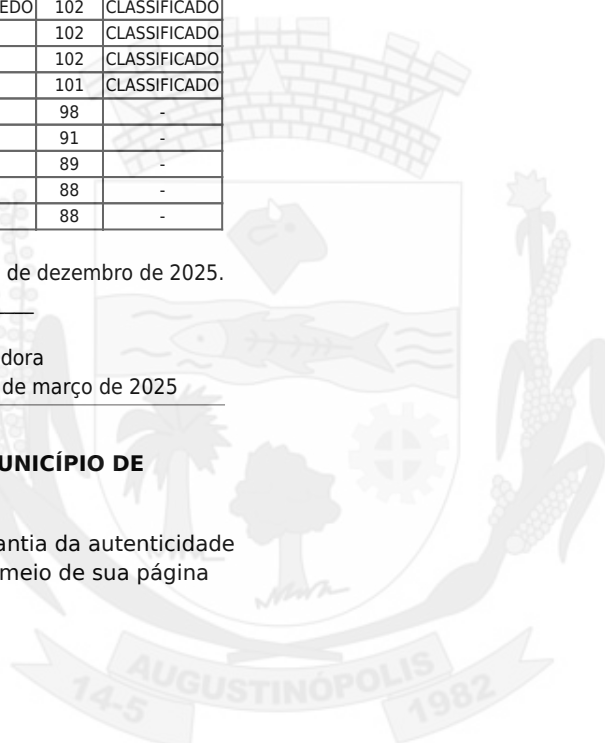 EDO 102 CLASSIFICADO
102 CLASSIFICADO
102 CLASSIFICADO
101 CLASSIFICADO
98 -
91 -
89 -
88 -
88 -
de dezembro de 2025.
dora
de março de 2025
UNICÍPIO DE
antia da autenticidade
meio de sua página
AUGUSTINÓPOLIS
14-5 1982